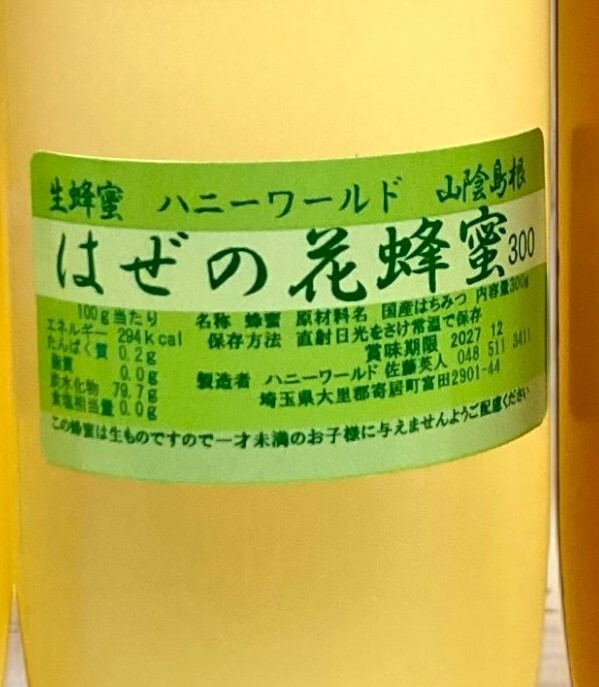 生蜂蜜 ハニーワールド 山陰島根
はぜの花蜂蜜300
100g当たり
エネルギー 294kcal
たんぱく質 0.2g
脂質 0.0g
炭水化物 79.7g
食塩相当量 0.0g
名称 蜂蜜 原材料名 国産はちみつ 内容量300g
保存方法 直射日光をさけ常温で保存
賞味期限 2027 12
製造者 ハニーワールド 佐藤英人 048 511 3411
埼玉県大里郡寄居町富田2901-44
この蜂蜜は生ものですので一才未満のお子様に与えませんようご配慮ください